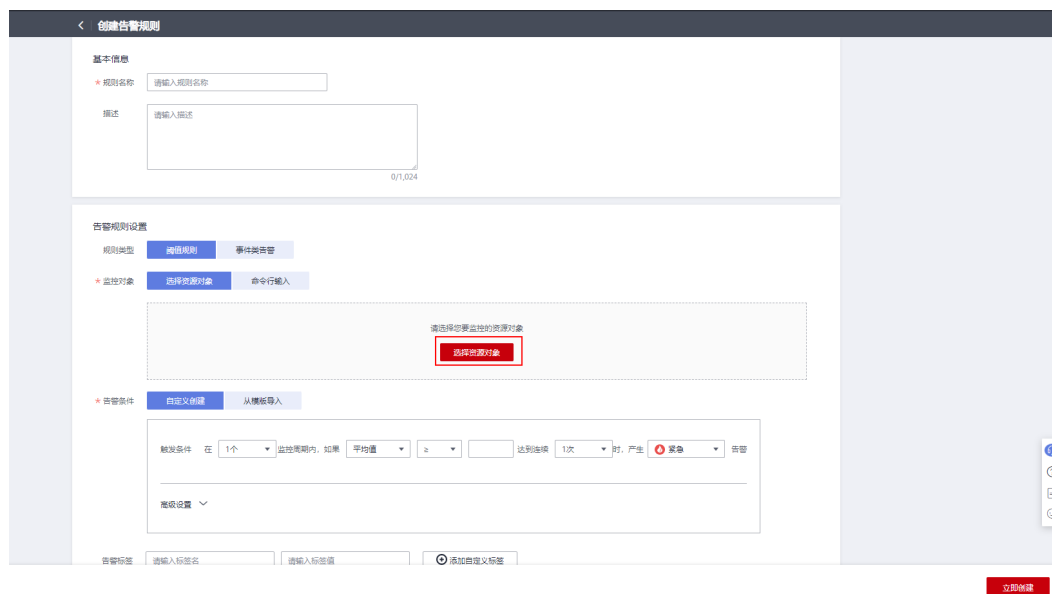 创建告警规则
基本信息
* 规则名称 请输入规则名称
描述 请输入描述
0/1,024
告警规则设置
规则类型 阈值规则 事件类告警
* 监控对象 选择资源对象 命令行输入
请选择您要监控的资源对象
选择资源对象
* 告警条件 自定义创建 从模板导入
触发条件 在 1个 监控周期内，如果 平均值 ≥ 达到连续 1次 时，产生 紧急 告警
高级设置
告警标签 请输入标签名 请输入标签值 添加自定义标签
立即创建